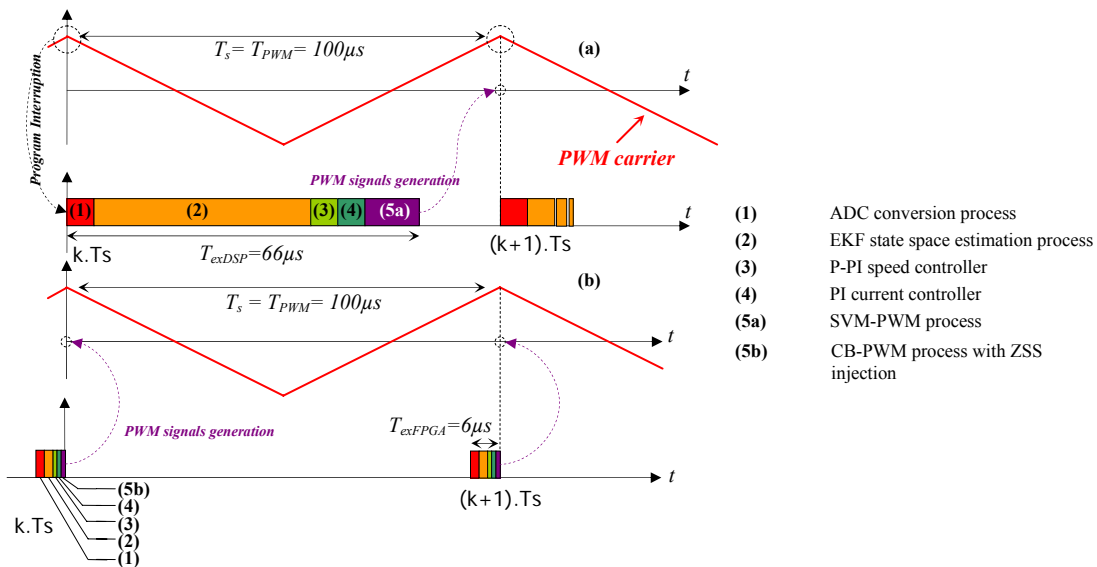 Program Interruption
Ts= TPWM= 100µs
(a)
t
PWM carrier
PWM signals generation
(1)
(2)
(3)
(4)
(5a)
t
k.Ts
TexDSP=66µs
(k+1).Ts
(b)
Ts = TPWM= 100µs
t
PWM signals generation
TexFPGA=6µs
t
(k+1).Ts
k.Ts
(5b)
(4)
(3)
(2)
(1)
(1) ADC conversion process
(2) EKF state space estimation process
(3) P-PI speed controller
(4) PI current controller
(5a) SVM-PWM process
(5b) CB-PWM process with ZSS
injection